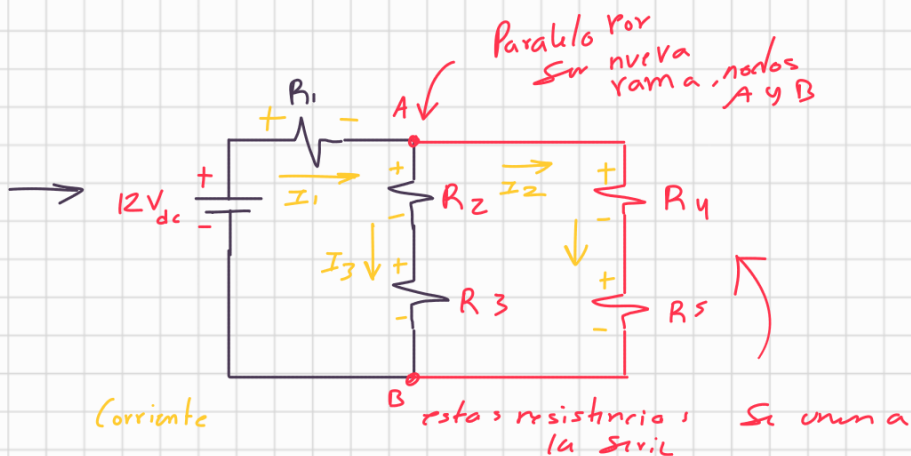 Paralelo por
ser nueva
rama, nodos
A y B
R1
A
+ -
+
12Vdc
-
I1
+
R2
-
I2
+
R4
-
I3
+
R3
-
+
R5
-
B
Corriente
estas resistencias se unen a
la serie